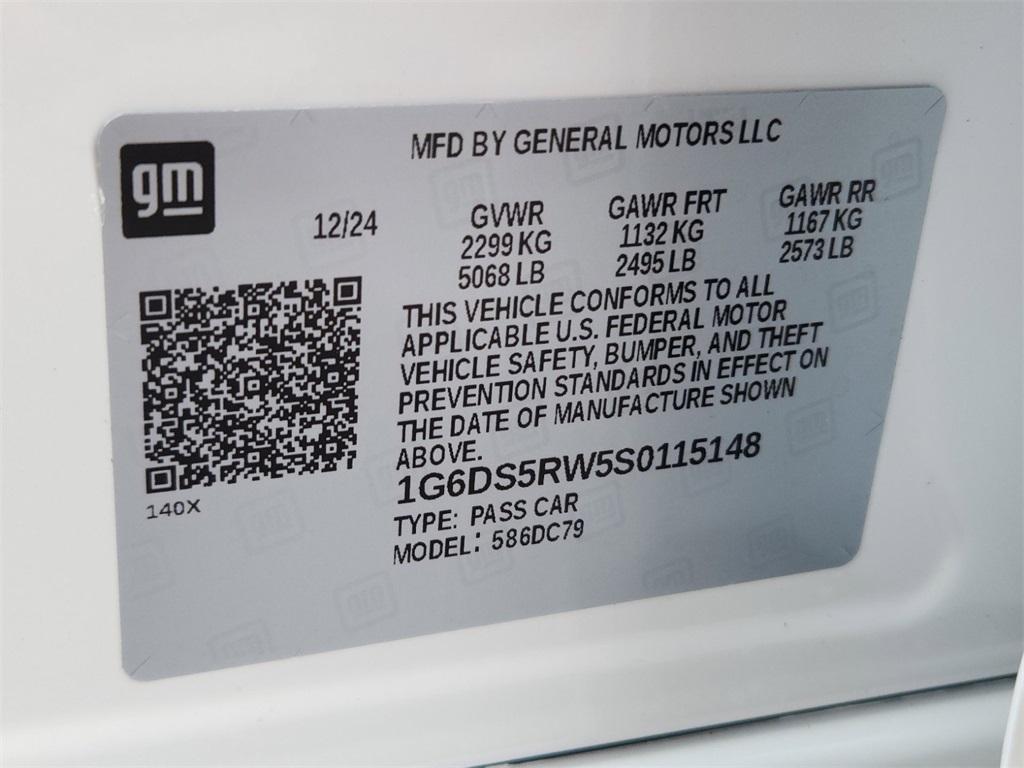 gm
MFD BY GENERAL MOTORS LLC
12/24
GVWR
2299 KG
5068 LB
GAWR FRT
1132 KG
2495 LB
GAWR RR
1167 KG
2573 LB
THIS VEHICLE CONFORMS TO ALL
APPLICABLE U.S. FEDERAL MOTOR
VEHICLE SAFETY, BUMPER, AND THEFT
PREVENTION STANDARDS IN EFFECT ON
THE DATE OF MANUFACTURE SHOWN
ABOVE.
1G6DS5RW5S0115148
TYPE: PASS CAR
MODEL: 586DC79
140X